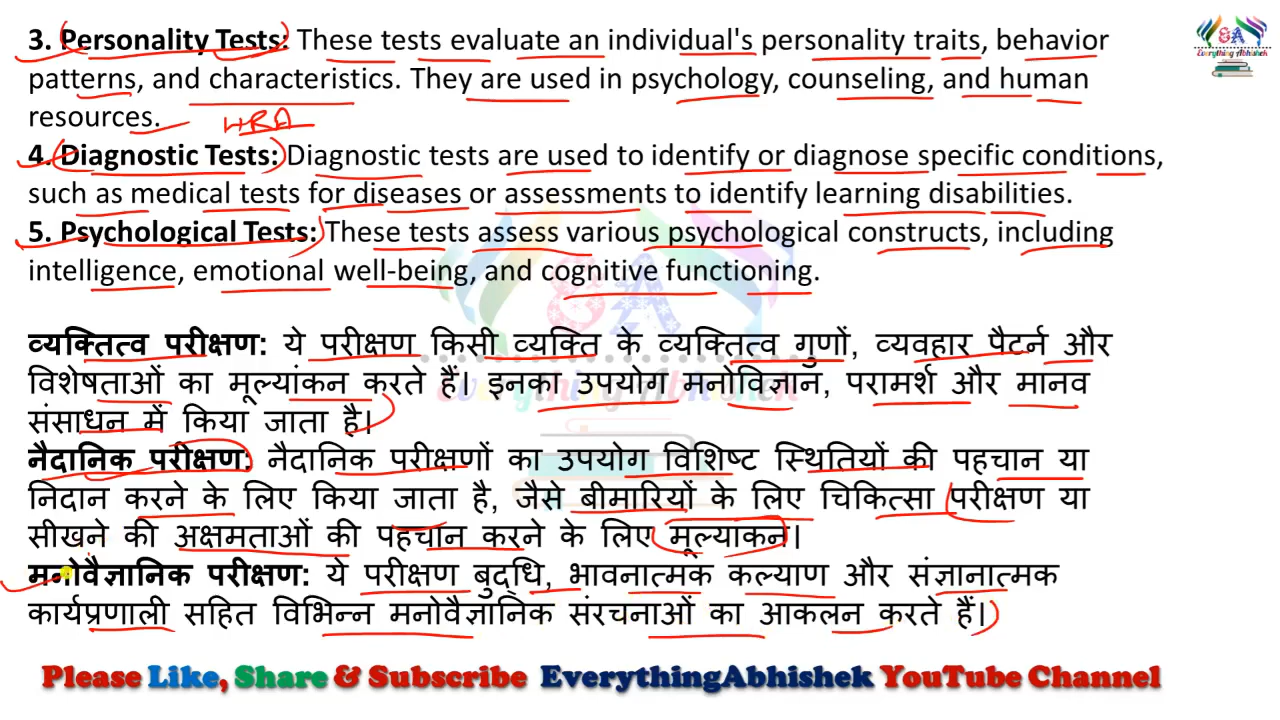 3. Personality Tests: These tests evaluate an individual's personality traits, behavior
patterns, and characteristics. They are used in psychology, counseling, and human
resources.
HRA
4. Diagnostic Tests: Diagnostic tests are used to identify or diagnose specific conditions,
such as medical tests for diseases or assessments to identify learning disabilities.
5. Psychological Tests: These tests assess various psychological constructs, including
intelligence, emotional well-being, and cognitive functioning.
व्यक्तित्व परीक्षण: ये परीक्षण किसी व्यक्ति के व्यक्तित्व गुणों, व्यवहार पैटर्न और
विशेषताओं का मूल्यांकन करते हैं। इनका उपयोग मनोविज्ञान, परामर्श और मानव
संसाधन में किया जाता है।
नैदानिक परीक्षण: नैदानिक परीक्षणों का उपयोग विशिष्ट स्थितियों की पहचान या
निदान करने के लिए किया जाता है, जैसे बीमारियों के लिए चिकित्सा परीक्षण या
सीखने की अक्षमताओं की पहचान करने के लिए मूल्यांकन।
मनोवैज्ञानिक परीक्षण: ये परीक्षण बुद्धि, भावनात्मक कल्याण और संज्ञानात्मक
कार्यप्रणाली सहित विभिन्न मनोवैज्ञानिक संरचनाओं का आकलन करते हैं।
Please Like, Share & Subscribe EverythingAbhishek YouTube Channel
EA
Everything Abhishek
EA
Everything Abhishek